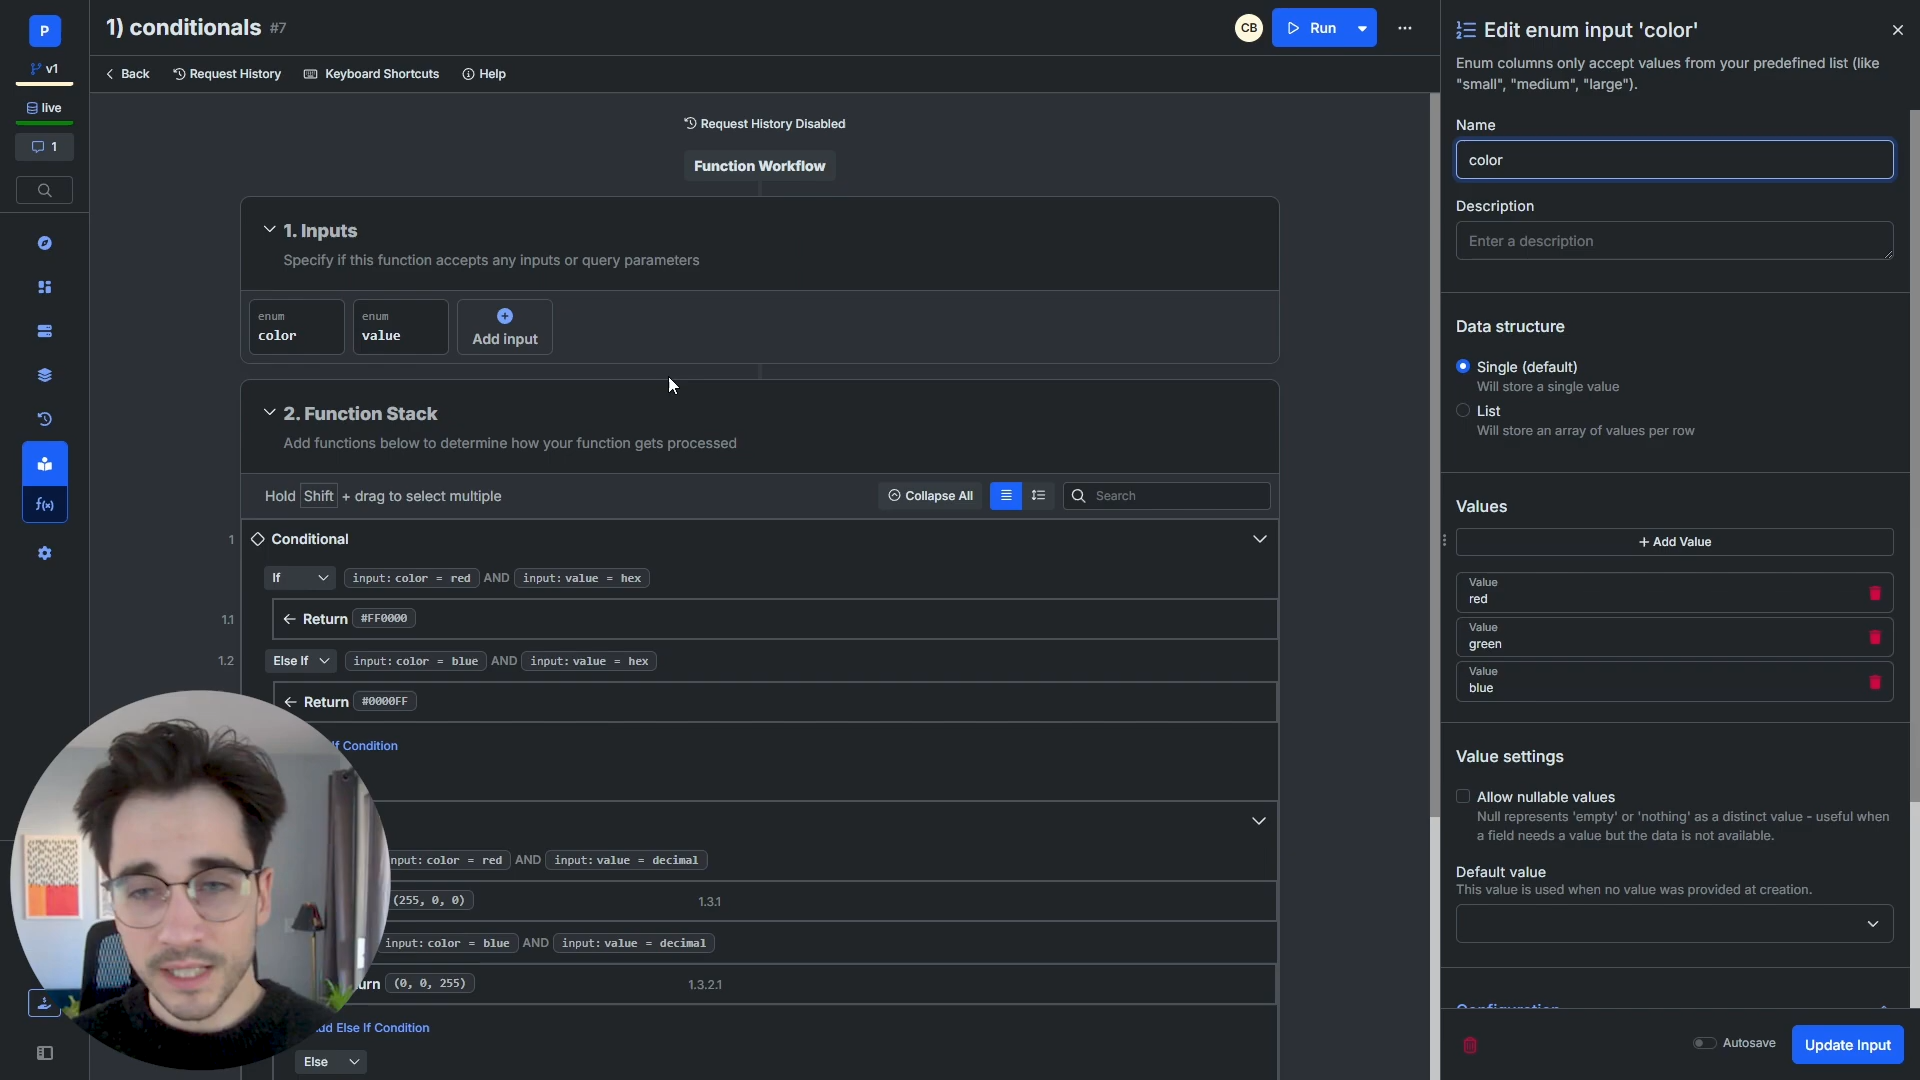 P
v1
live
1
1) conditionals #7
CB
Run
Back
Request History
Keyboard Shortcuts
Help
Request History Disabled
Function Workflow
1. Inputs
Specify if this function accepts any inputs or query parameters
enum
color
enum
value
Add input
2. Function Stack
Add functions below to determine how your function gets processed
Hold Shift + drag to select multiple
Collapse All
Search
1
Conditional
If
input: color = red AND input: value = hex
1.1
Return #FF0000
1.2
Else If
input: color = blue AND input: value = hex
Return #0000FF
If Condition
input: color = red AND input: value = decimal
(255, 0, 0)
1.3.1
input: color = blue AND input: value = decimal
urn (0, 0, 255)
1.3.2.1
dd Else If Condition
Else
f(x)
Edit enum input 'color'
Enum columns only accept values from your predefined list (like
"small", "medium", "large").
Name
color
Description
Enter a description
Data structure
Single (default)
Will store a single value
List
Will store an array of values per row
Values
+ Add Value
Value
red
Value
green
Value
blue
Value settings
Allow nullable values
Null represents 'empty' or 'nothing' as a distinct value - useful when
a field needs a value but the data is not available.
Default value
This value is used when no value was provided at creation.
Configuration
Autosave
Update Input